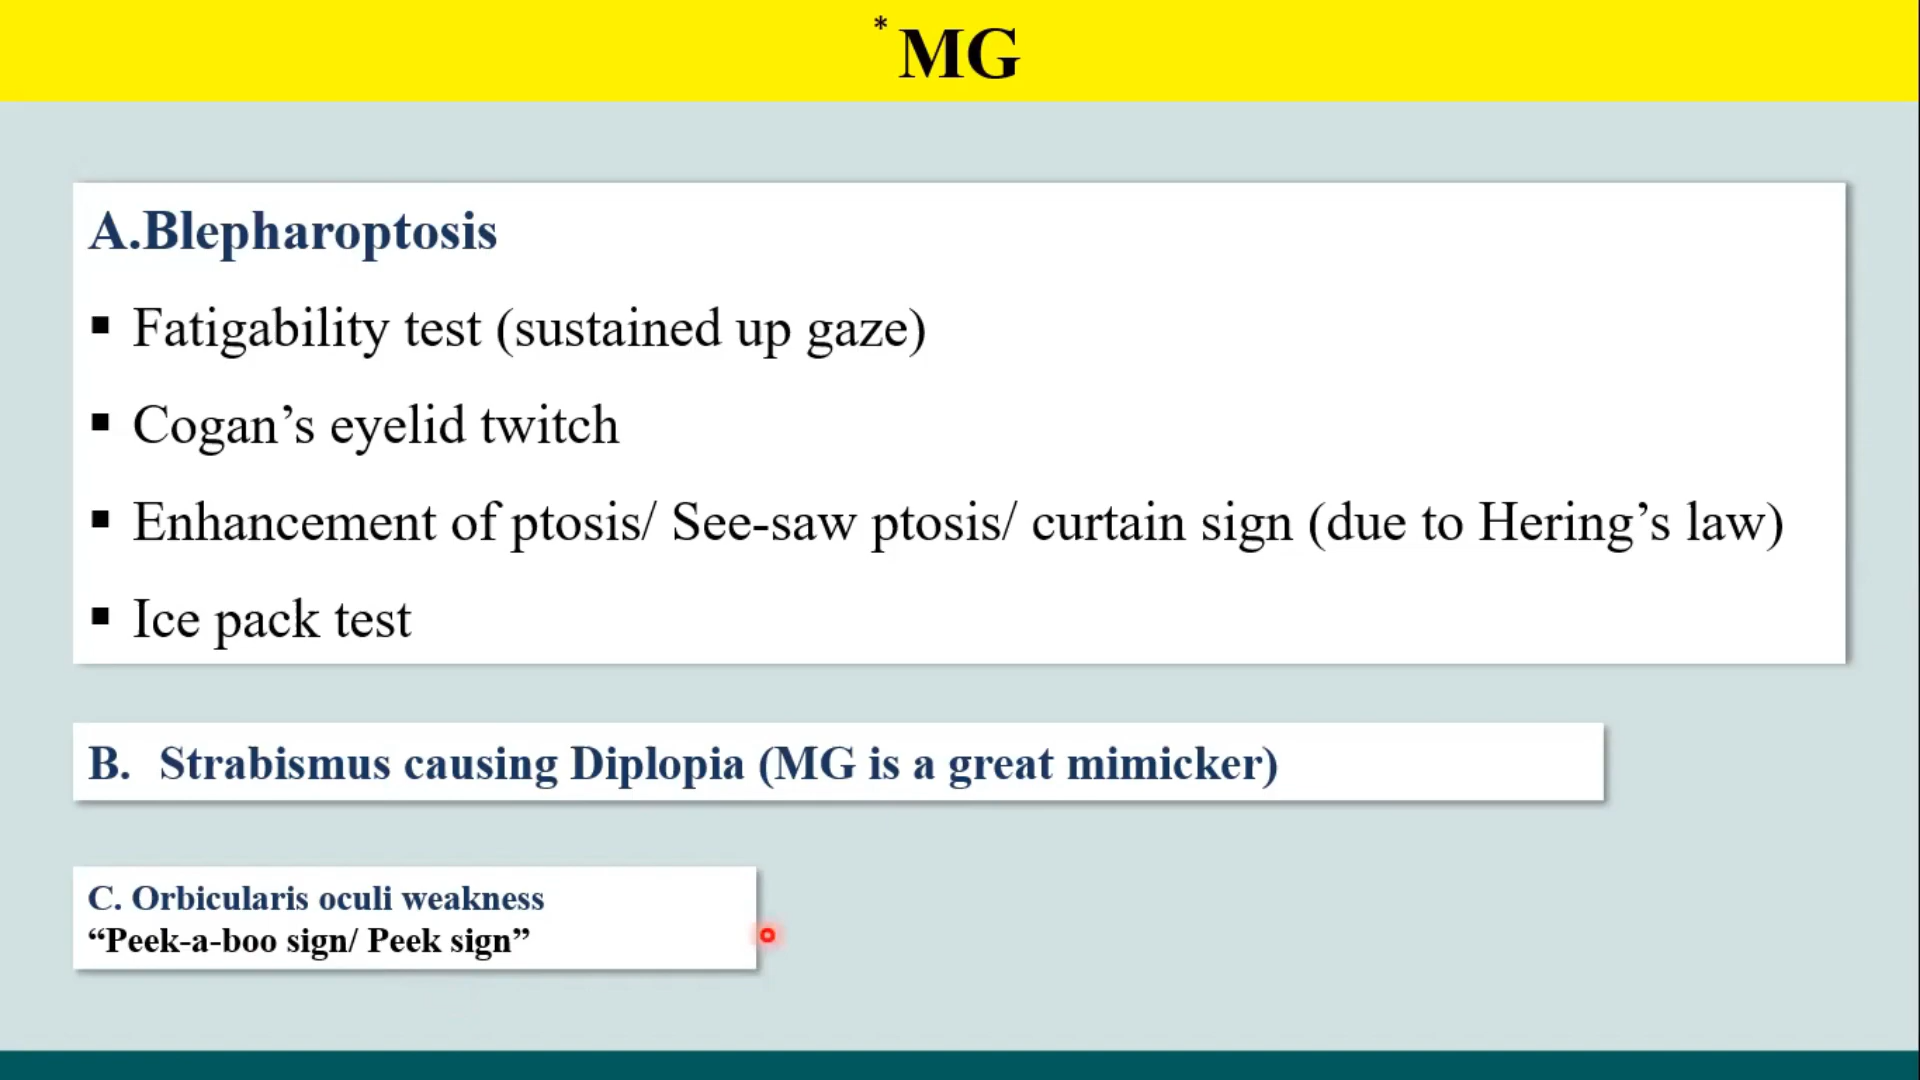 * MG
A.Blepharoptosis
▪ Fatigability test (sustained up gaze)
▪ Cogan’s eyelid twitch
▪ Enhancement of ptosis/ See-saw ptosis/ curtain sign (due to Hering’s law)
▪ Ice pack test
B. Strabismus causing Diplopia (MG is a great mimicker)
C. Orbicularis oculi weakness
“Peek-a-boo sign/ Peek sign”